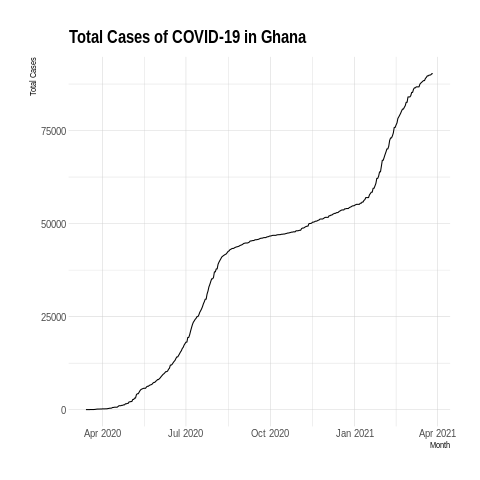 Total Cases of COVID-19 in Ghana
Total Cases
75000
50000
25000
0
Apr 2020
Jul 2020
Oct 2020
Jan 2021
Apr 2021
Month